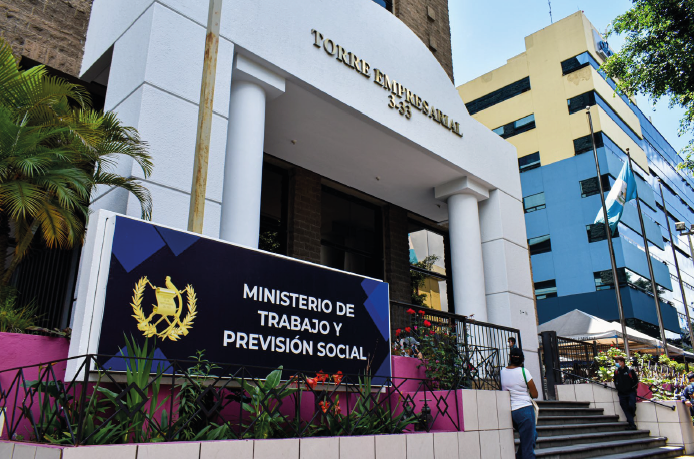 TORRE EMPRESARIAL
3-33
MINISTERIO DE
TRABAJO Y
PREVISIÓN SOCIAL